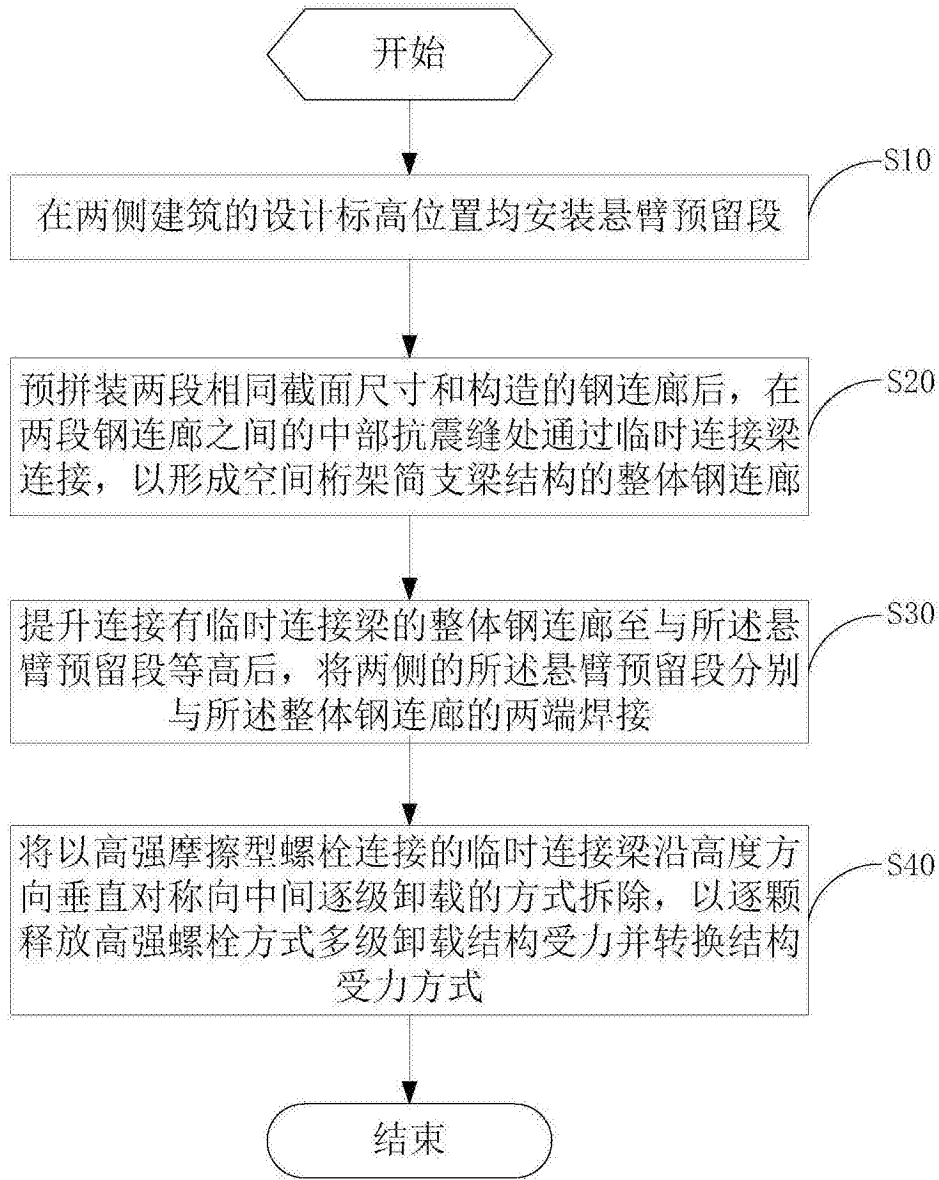 开始
S10
在两侧建筑的设计标高位置均安装悬臂预留段
S20
预拼装两段相同截面尺寸和构造的钢连廊后，在
两段钢连廊之间的中部抗震缝处通过临时连接梁
连接，以形成空间桁架简支梁结构的整体钢连廊
S30
提升连接有临时连接梁的整体钢连廊至与所述悬
臂预留段等高后，将两侧的所述悬臂预留段分别
与所述整体钢连廊的两端焊接
S40
将以高强摩擦型螺栓连接的临时连接梁沿高度方
向垂直对称向中间逐级卸载的方式拆除，以逐颗
释放高强螺栓方式多级卸载结构受力并转换结构
受力方式
结束